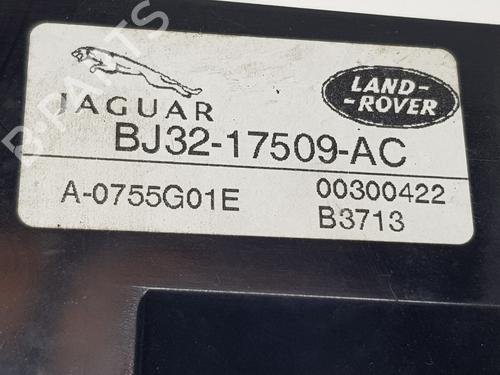 JAGUAR
LAND-
-ROVER
BJ32-17509-AC
A-0755G01E 00300422
B3713
B-PARTS